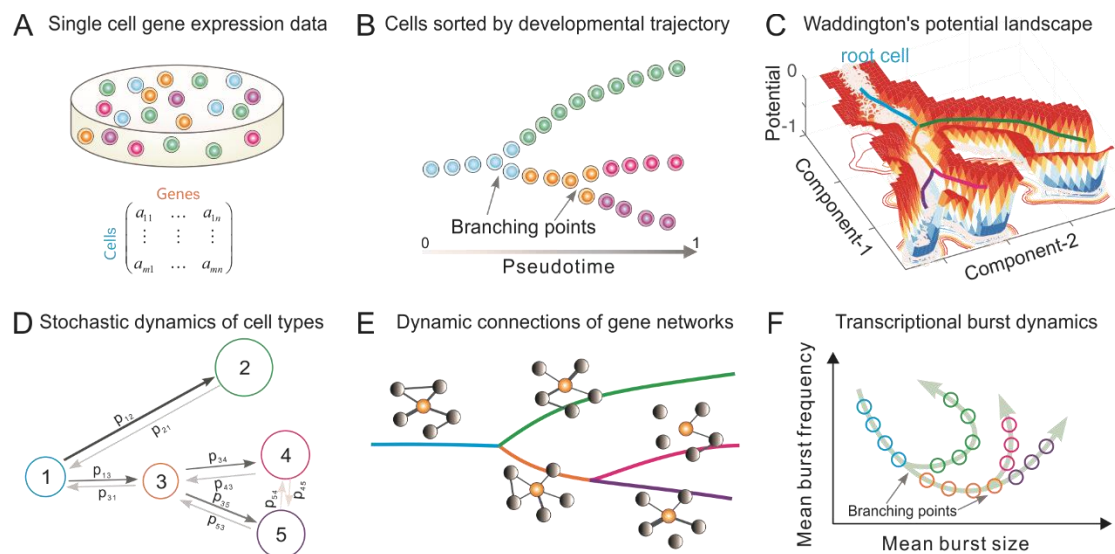 A Single cell gene expression data
Genes
Cells
a11 … a1n
⋮ ⋮ ⋮
am1 … amn
B Cells sorted by developmental trajectory
Branching points
0 1
Pseudotime
C Waddington's potential landscape
root cell
0
-1
Potential
Component-1
Component-2
D Stochastic dynamics of cell types
1
2
3
4
5
p12
p21
p13
p31
p34
p43
p35
p53
p54
p45
E Dynamic connections of gene networks
F Transcriptional burst dynamics
Mean burst frequency
Branching points
Mean burst size